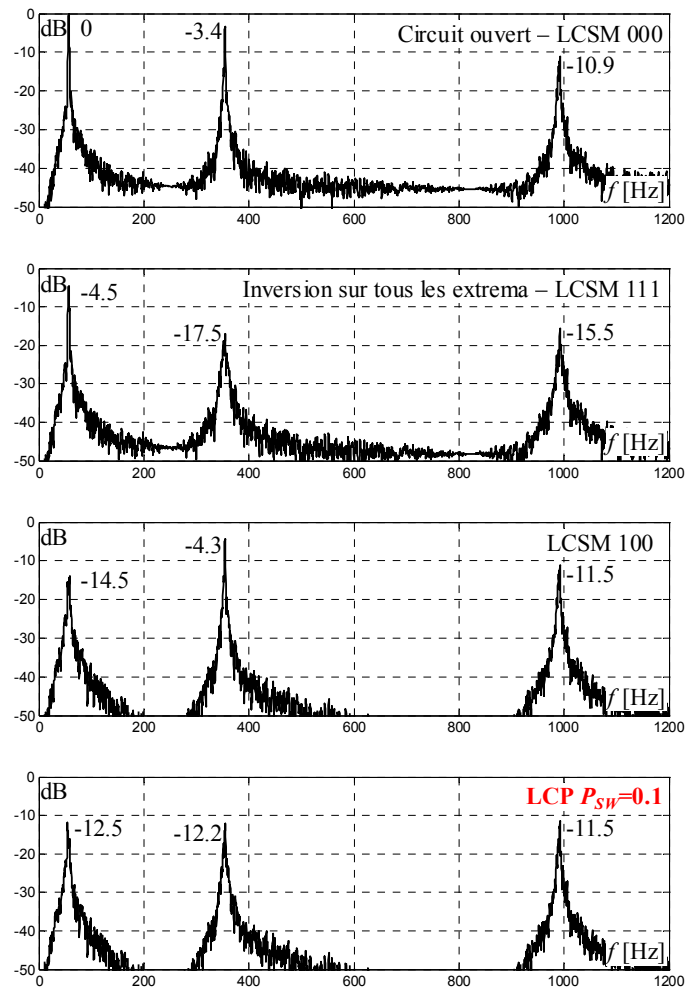 dB 0 -3.4 Circuit ouvert – LCSM 000
-10.9
0
-10
-20
-30
-40
-50
f [Hz]
0 200 400 600 800 1000 1200
dB -4.5 Inversion sur tous les extrema – LCSM 111
-17.5 -15.5
0
-10
-20
-30
-40
-50
f [Hz]
0 200 400 600 800 1000 1200
dB -4.3 LCSM 100
-14.5 -11.5
0
-10
-20
-30
-40
-50
f [Hz]
0 200 400 600 800 1000 1200
dB LCP PSW=0.1
-12.5 -12.2 -11.5
0
-10
-20
-30
-40
-50
f [Hz]
0 200 400 600 800 1000 1200